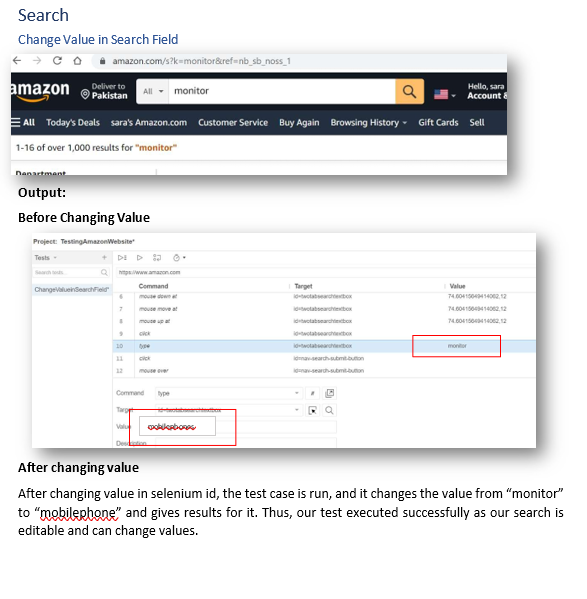 Search
Change Value in Search Field
amazon.com/s?k=monitor&ref=nb_sb_noss_1
amazon
Deliver to
Pakistan
All
monitor
Hello, sara
Account &
All Today's Deals sara's Amazon.com Customer Service Buy Again Browsing History Gift Cards Sell
1-16 of over 1,000 results for "monitor"
Department
Output:
Before Changing Value
Project: TestingAmazonWebsite*
Tests
Search tests...
https://www.amazon.com
ChangeValueinSearchField*
Command Target Value
6 mouse down at id=twotabsearchtextbox 74.60415649414062,12
7 mouse move at id=twotabsearchtextbox 74.60415649414062,12
8 mouse up at id=twotabsearchtextbox 74.60415649414062,12
9 click id=twotabsearchtextbox
10 type id=twotabsearchtextbox monitor
11 click id=nav-search-submit-button
12 mouse over id=nav-search-submit-button
Command type
Target id=twotabsearchtextbox
Value mobilephones
Description
After changing value
After changing value in selenium id, the test case is run, and it changes the value from “monitor”
to “mobilephone” and gives results for it. Thus, our test executed successfully as our search is
editable and can change values.